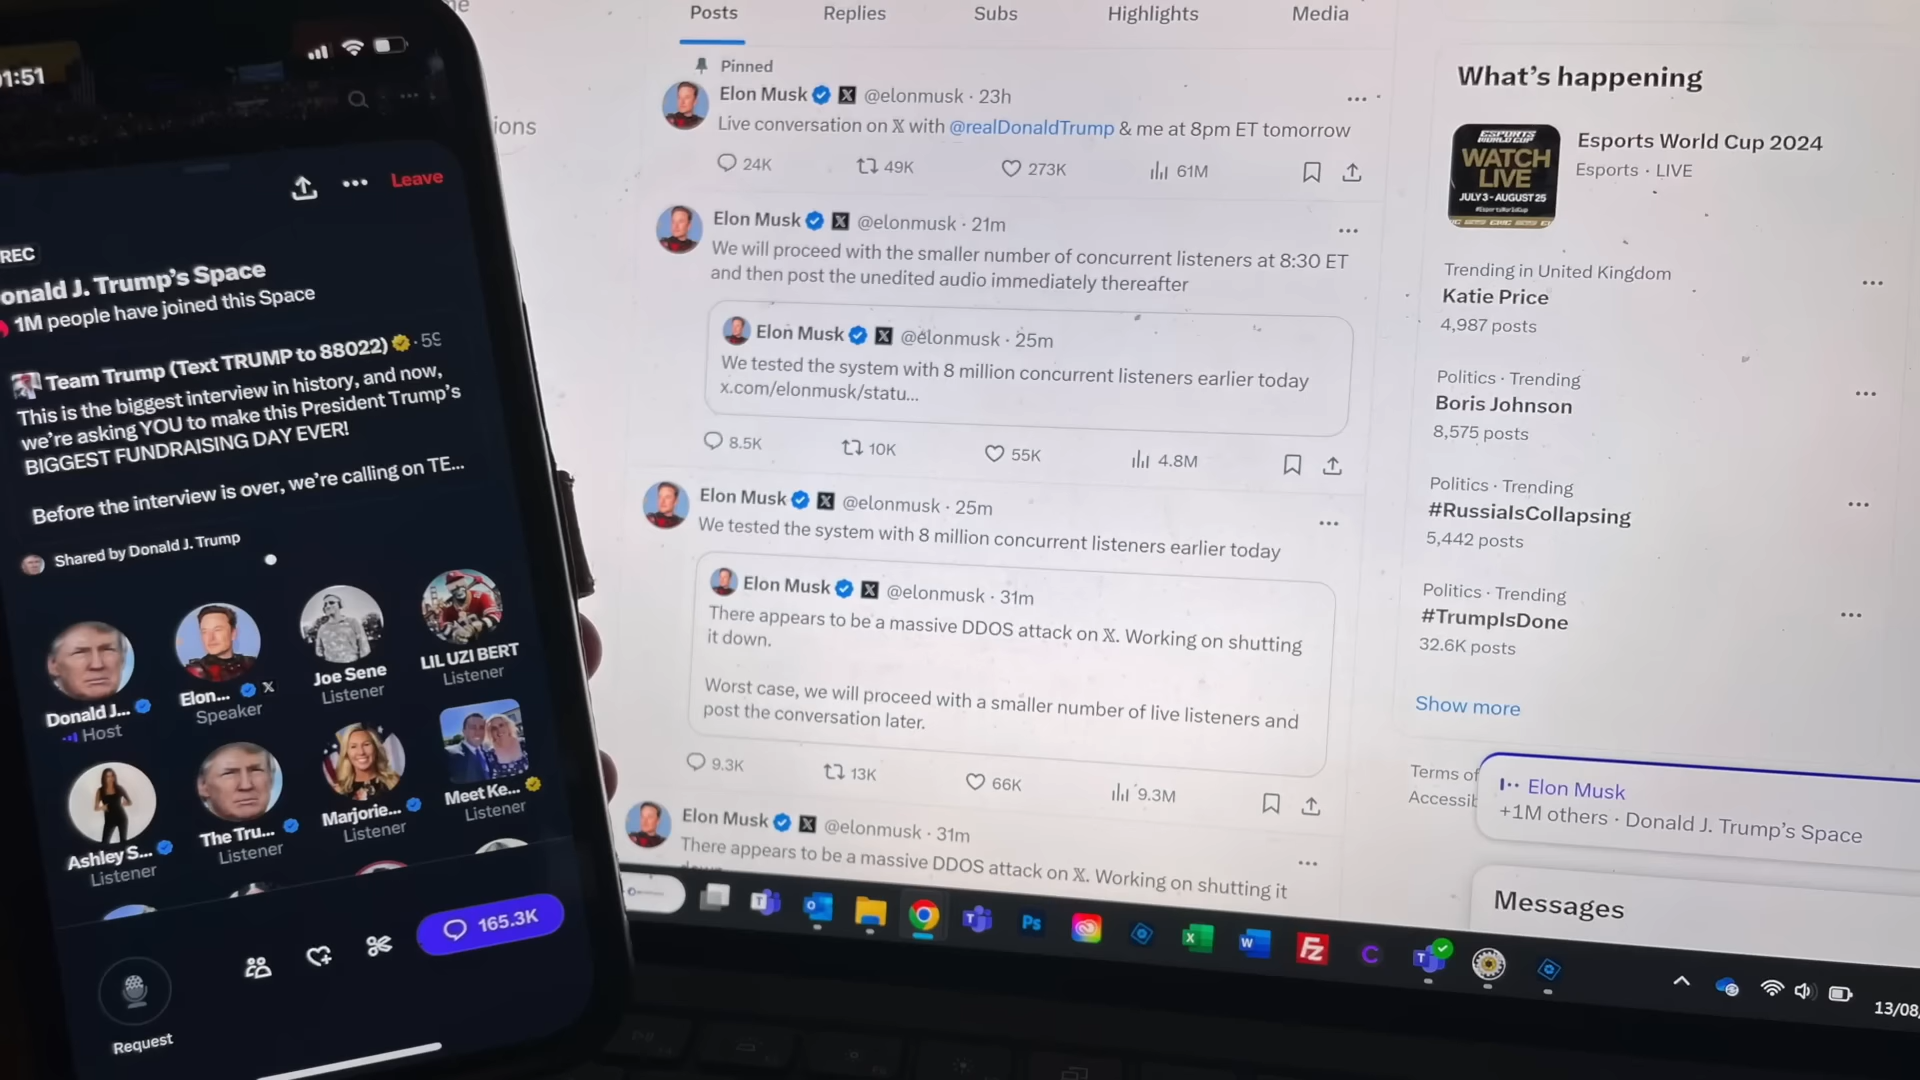 1:51
Leave
REC
onald J. Trump's Space
1M people have joined this Space
Team Trump (Text TRUMP to 88022) · 59
This is the biggest interview in history, and now,
we're asking YOU to make this President Trump's
BIGGEST FUNDRAISING DAY EVER!
Before the interview is over, we're calling on TE...
Shared by Donald J. Trump
Donald J...
Host
Elon...
Speaker
Joe Sene
Listener
LIL UZI BERT
Listener
Ashley S...
Listener
The Tru...
Listener
Marjorie...
Listener
Meet Ke...
Listener
165.3K
Request
ions
Posts
Replies
Subs
Highlights
Media
Pinned
Elon Musk @elonmusk · 23h
Live conversation on 𝕏 with @realDonaldTrump & me at 8pm ET tomorrow
24K
49K
273K
61M
Elon Musk @elonmusk · 21m
We will proceed with the smaller number of concurrent listeners at 8:30 ET
and then post the unedited audio immediately thereafter
Elon Musk @elonmusk · 25m
We tested the system with 8 million concurrent listeners earlier today
x.com/elonmusk/statu...
8.5K
10K
55K
4.8M
Elon Musk @elonmusk · 25m
We tested the system with 8 million concurrent listeners earlier today
Elon Musk @elonmusk · 31m
There appears to be a massive DDOS attack on 𝕏. Working on shutting
it down.
Worst case, we will proceed with a smaller number of live listeners and
post the conversation later.
9.3K
13K
66K
9.3M
Elon Musk @elonmusk · 31m
There appears to be a massive DDOS attack on 𝕏. Working on shutting it
What's happening
ESPORTS
WORLD CUP
WATCH
LIVE
JULY 3 - AUGUST 25
Esports World Cup 2024
Esports · LIVE
Trending in United Kingdom
Katie Price
4,987 posts
Politics · Trending
Boris Johnson
8,575 posts
Politics · Trending
#RussiaIsCollapsing
5,442 posts
Politics · Trending
#TrumpIsDone
32.6K posts
Show more
Terms of
Accessib
Elon Musk
+1M others · Donald J. Trump's Space
Messages
Ps
W
FZ
C
13/08